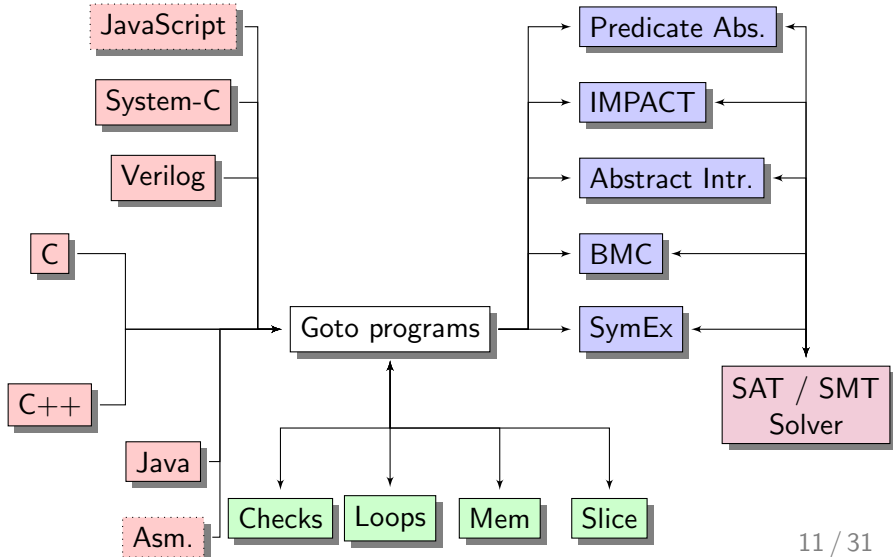 JavaScript
System-C
Verilog
C
C++
Java
Asm.
Goto programs
Checks
Loops
Mem
Slice
Predicate Abs.
IMPACT
Abstract Intr.
BMC
SymEx
SAT / SMT
Solver
11 / 31